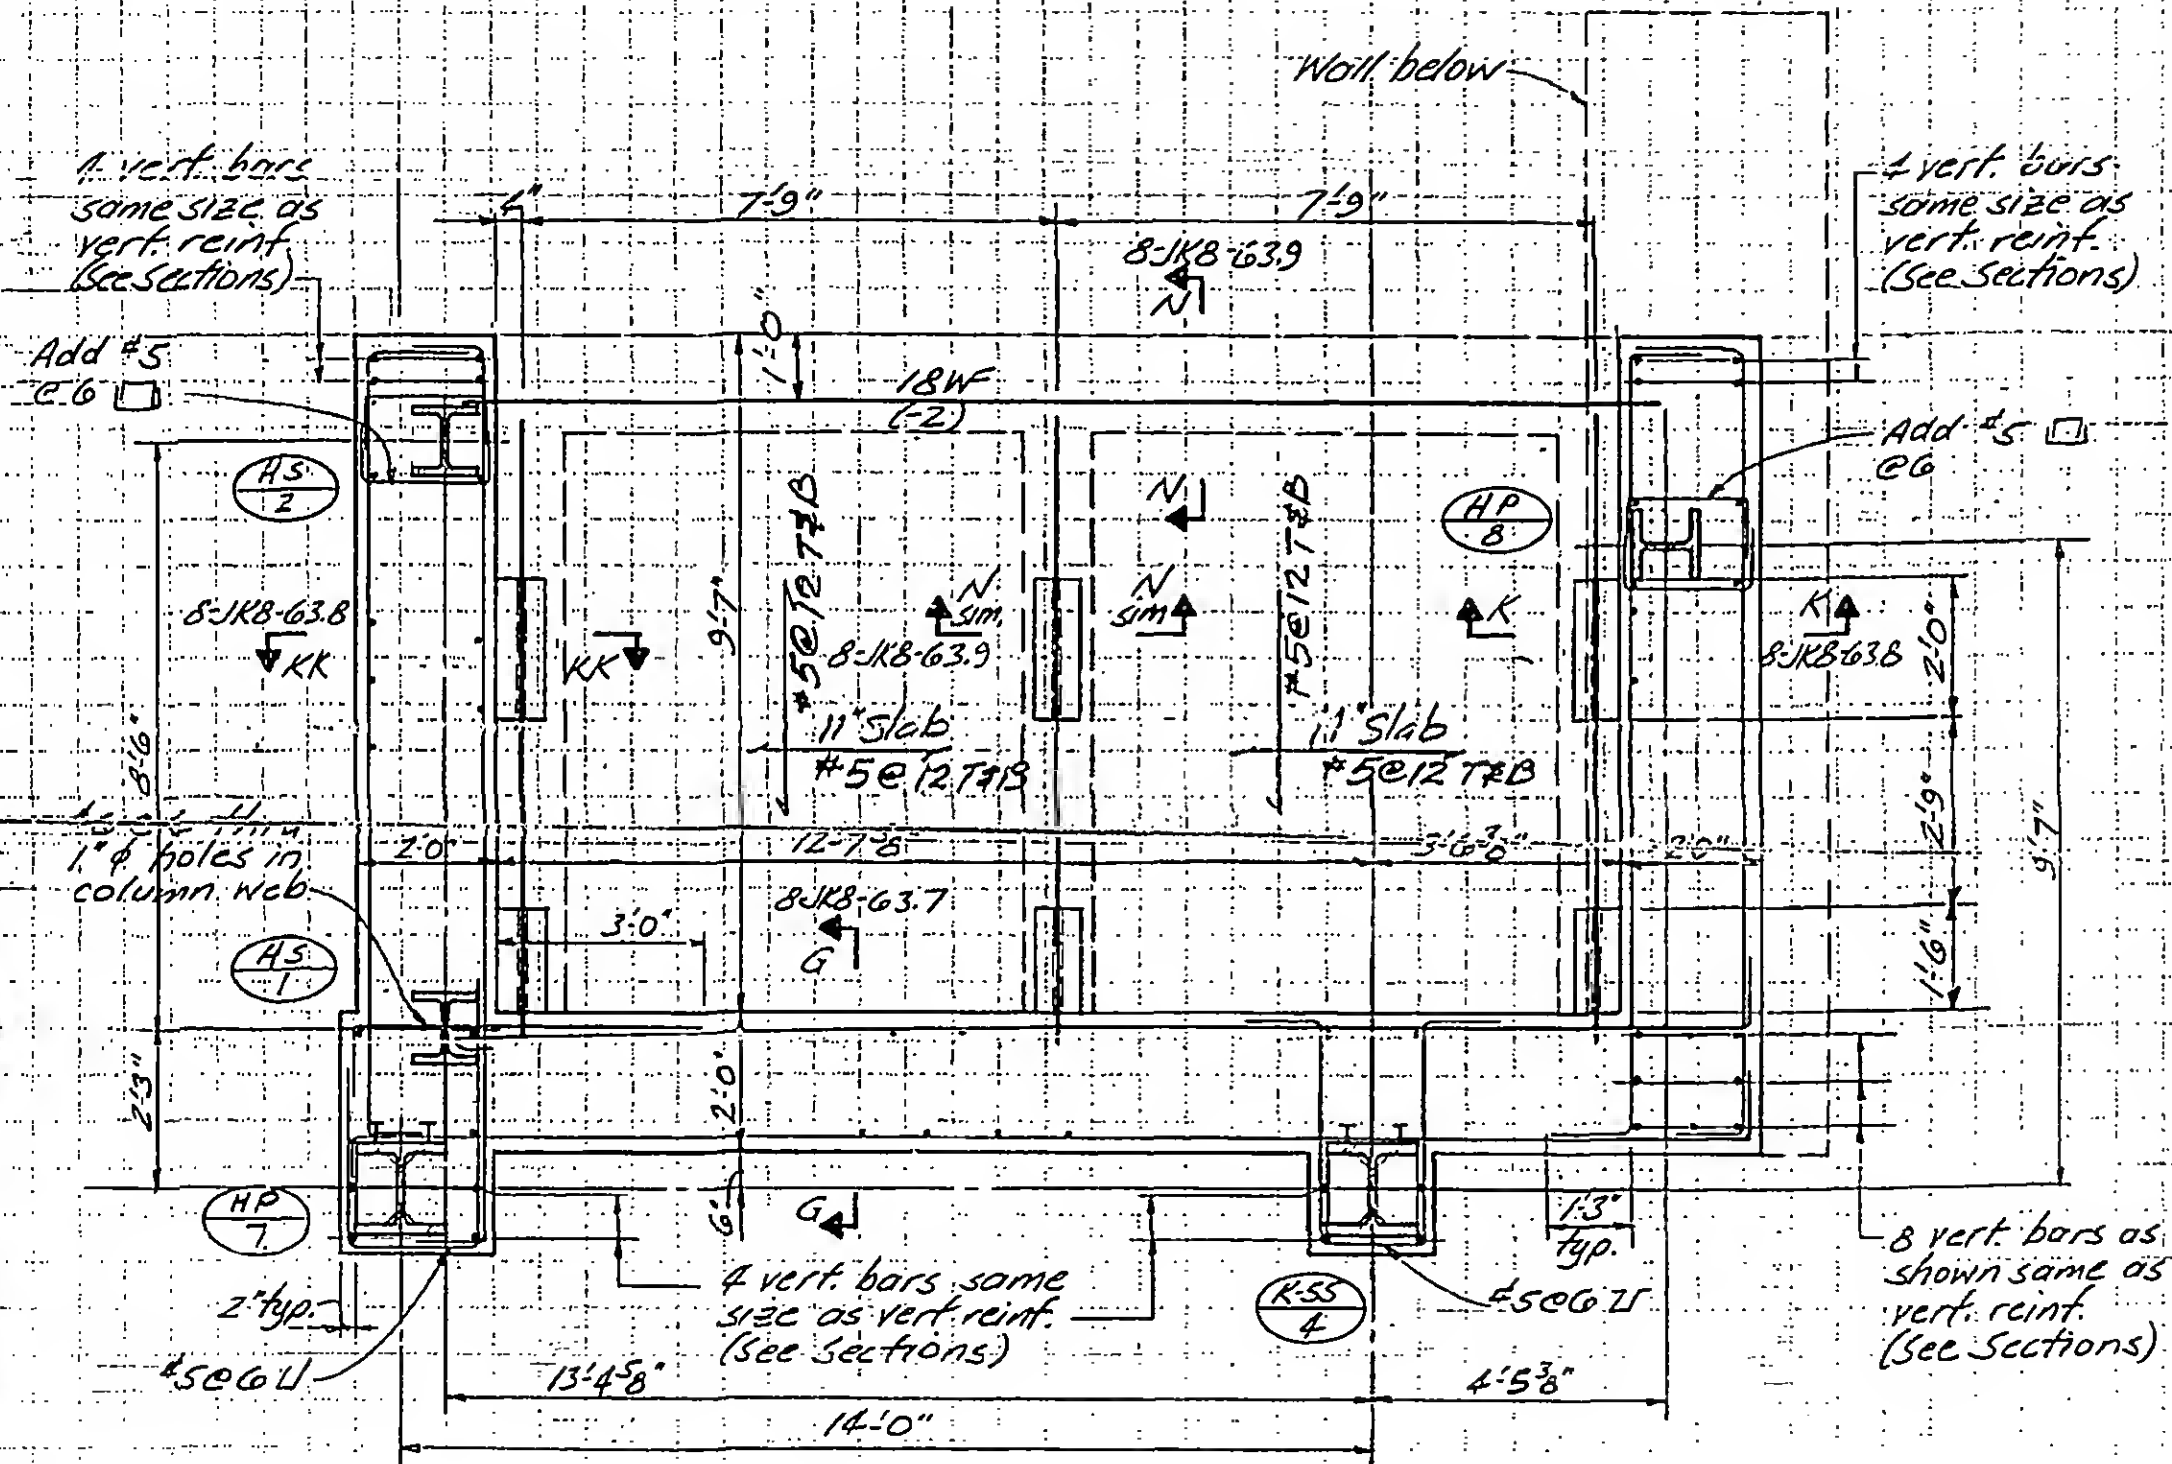 Wall below
4 vert. bars
same size as
vert. reinf.
(See Sections)
4"
7'-9"
7'-9"
8-JK8-63.9
N
4 vert. bars
same size as
vert. reinf.
(See Sections)
Add #5
@ 6
1'-0"
18WF
(-2)
Add #5
@6
HS
2
#5@12 T&B
N
#5@12 T&B
HP
8
8-JK8-63.8
KK
KK
9'-7"
N
sim.
8-JK8-63.9
N
sim.
K
K
8-JK8-63.8
2'-0"
11" Slab
#5@12 T&B
11" Slab
#5@12 T&B
8'-6"
2'-9"
9'-7"
1" φ holes in
column web
2'0"
3'-6 3/8"
2'0"
8-JK8-63.7
G
3'-0"
1'-6"
HS
1
2'-3"
2'-0"
6"
G
HP
7
1'-3"
typ.
4 vert. bars same
size as vert reinf.
(See Sections)
8 vert. bars as
shown same as
vert. reinf.
(See Sections)
2" typ.
K-55
4
#5@6 U
#5@6 U
13'-4 5/8"
4'-5 3/8"
14'-0"